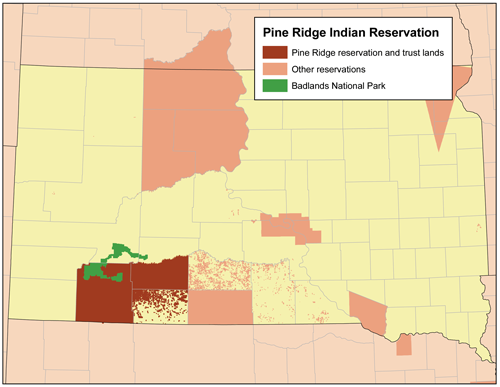 Pine Ridge Indian Reservation
Pine Ridge reservation and trust lands
Other reservations
Badlands National Park